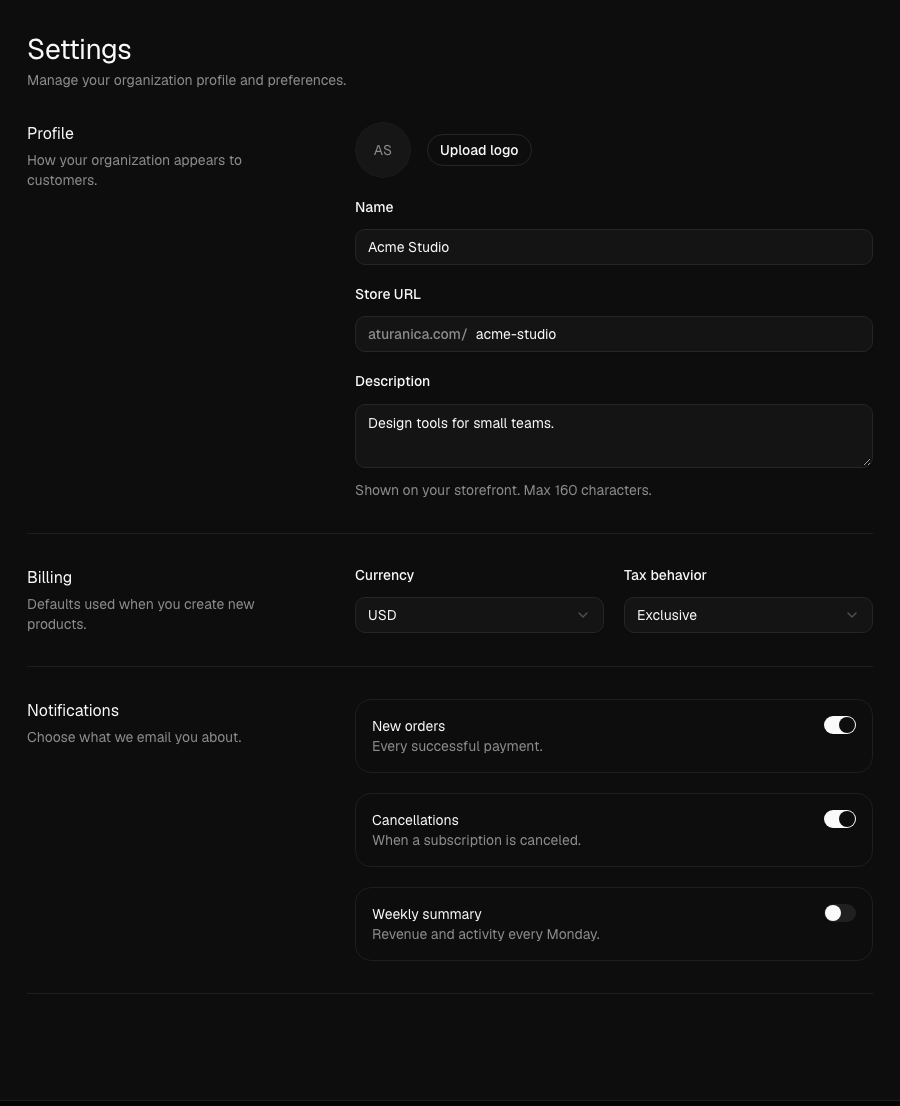 Settings
Manage your organization profile and preferences.
Profile
How your organization appears to
customers.
AS
Upload logo
Name
Acme Studio
Store URL
aturanica.com/ acme-studio
Description
Design tools for small teams.
Shown on your storefront. Max 160 characters.
Billing
Defaults used when you create new
products.
Currency
USD
Tax behavior
Exclusive
Notifications
Choose what we email you about.
New orders
Every successful payment.
Cancellations
When a subscription is canceled.
Weekly summary
Revenue and activity every Monday.